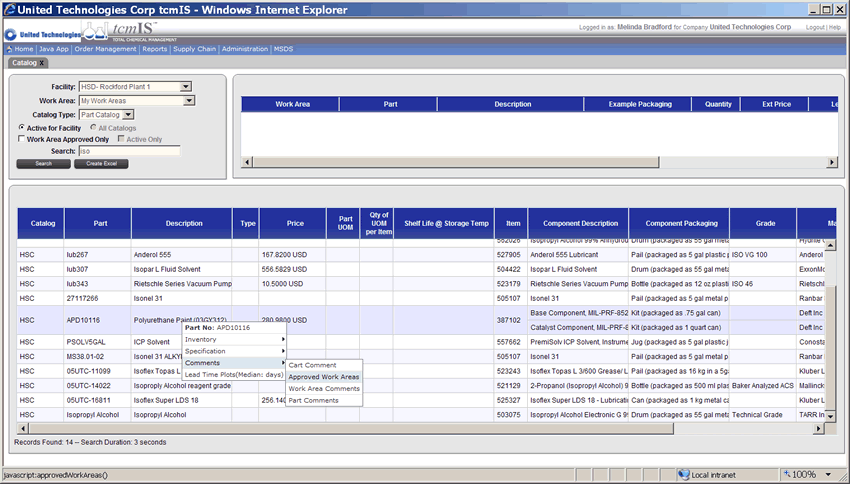 United Technologies Corp tcmIS - Windows Internet Explorer
United Technologies
tcmIS™
TOTAL CHEMICAL MANAGEMENT
Logged in as: Melinda Bradford for Company United Technologies Corp
Logout | Help
Home | Java App | Order Management | Reports | Supply Chain | Administration | MSDS
Catalog X
Facility: HSD- Rockford Plant 1
Work Area: My Work Areas
Catalog Type: Part Catalog
Active for Facility All Catalogs
Work Area Approved Only Active Only
Search: iso
Search Create Excel
Work Area Part Description Example Packaging Quantity Ext Price Le
Catalog Part Description Type Price Part UOM Qty of UOM per Item Shelf Life @ Storage Temp Item Component Description Component Packaging Grade Ma
552026 Isopropyl Alcohol 99% Anhydrou Drum (packaged as 55 gal metal Hydrite
HSC lub267 Anderol 555 167.8200 USD 527905 Anderol 555 Lubricant Pail (packaged as 5 gal plastic p ISO VG 100 Anderol
HSC lub307 Isopar L Fluid Solvent 556.5829 USD 504422 Isopar L Fluid Solvent Drum (packaged as 55 gal metal ExxonMo
HSC lub343 Rietschle Series Vacuum Pump 10.5000 USD 523179 Rietschle Series Vacuum Pump Bottle (packaged as 12 oz plasti ISO 46 Rietschle
HSC 27117266 Isonel 31 505107 Isonel 31 Pail (packaged as 5 gal metal p Ranbar
HSC APD10116 Polyurethane Paint (03GY312) 280.9800 USD 387102 Base Component, MIL-PRF-852 Kit (packaged as .75 gal can) Deft Inc
Catalyst Component, MIL-PRF-8 Kit (packaged as 1 quart can) Deft Inc
HSC PSOLV5GAL ICP Solvent 557662 PremiSolv ICP Solvent, Instrume Jug (packaged as 5 gal plastic p Conosta
HSC MS38.01-02 Isonel 31 ALKY 505107 Isonel 31 Pail (packaged as 5 gal metal p Ranbar
HSC 05UTC-11099 Isoflex Topas L 523243 Isoflex Topas L 3/600 Grease/ L Pail (packaged as 16 kg in a 5ga Kluber L
HSC 05UTC-14022 Isopropyl Alcohol reagent grade 521129 2-Propanol (Isopropyl Alcohol) 9 Bottle (packaged as 500 ml plas Baker Analyzed ACS Mallinck
HSC 05UTC-16811 Isoflex Super LDS 18 256.140 527325 Isoflex Super LDS 18 - Lubricati Can (packaged as 1 kg metal c Kluber L
HSC Isopropyl Alcohol Isopropyl Alcohol 503075 Isopropyl Alcohol Electronic G 9 Drum (packaged as 55 gal metal Technical Grade TARR In
Part No: APD10116
Inventory
Specification
Comments
Lead Time Plots(Median: days)
Cart Comment
Approved Work Areas
Work Area Comments
Part Comments
Records Found: 14 -- Search Duration: 3 seconds
javascript:approvedWorkAreas()
Local intranet
100%